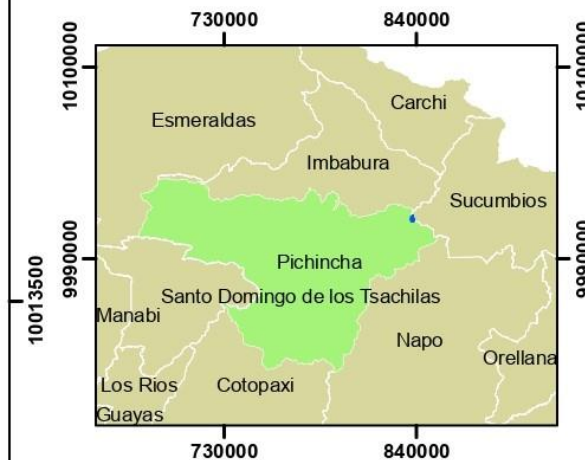 730000 840000
10100000
10100000
Carchi
Esmeraldas
Imbabura
Sucumbios
9990000
9990000
Pichincha
10013500
Santo Domingo de los Tsachilas
Manabi
Napo
Orellana
Los Rios Cotopaxi
Guayas
730000 840000